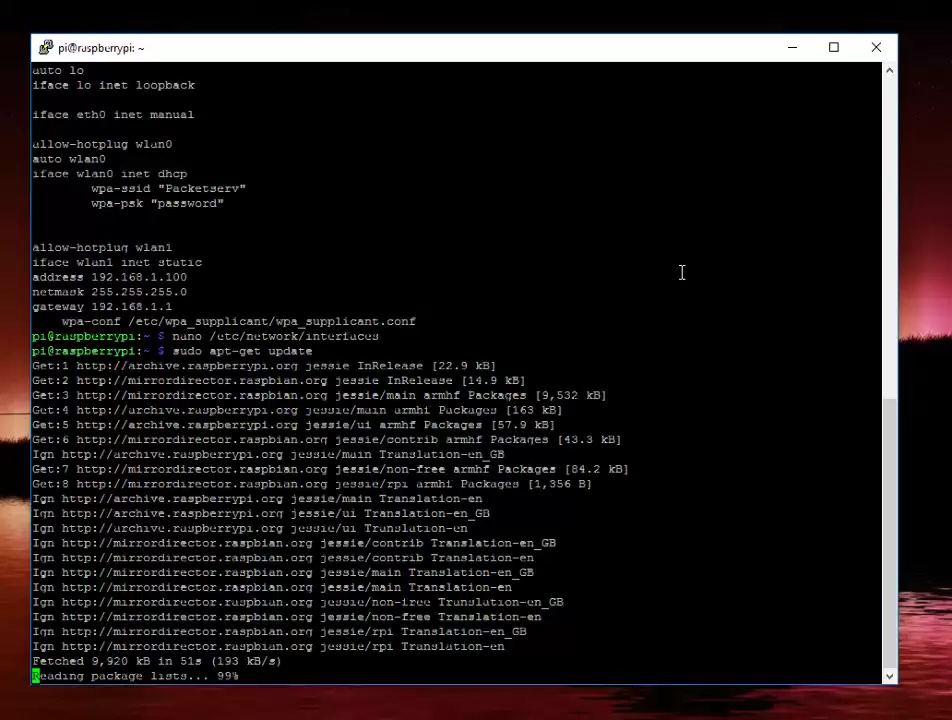 pi@raspberrypi: ~
auto lo
iface lo inet loopback
iface eth0 inet manual
allow-hotplug wlan0
auto wlan0
iface wlan0 inet dhcp
wpa-ssid "Packetserv"
wpa-psk "password"
allow-hotplug wlan1
iface wlan1 inet static
address 192.168.1.100
netmask 255.255.255.0
gateway 192.168.1.1
wpa-conf /etc/wpa_supplicant/wpa_supplicant.conf
pi@raspberrypi:~ $ nano /etc/network/interfaces
pi@raspberrypi:~ $ sudo apt-get update
Get:1 http://archive.raspberrypi.org jessie InRelease [22.9 kB]
Get:2 http://mirrordirector.raspbian.org jessie InRelease [14.9 kB]
Get:3 http://mirrordirector.raspbian.org jessie/main armhf Packages [9,532 kB]
Get:4 http://archive.raspberrypi.org jessie/main armhf Packages [163 kB]
Get:5 http://archive.raspberrypi.org jessie/ui armhf Packages [57.9 kB]
Get:6 http://mirrordirector.raspbian.org jessie/contrib armhf Packages [43.3 kB]
Ign http://archive.raspberrypi.org jessie/main Translation-en_GB
Get:7 http://mirrordirector.raspbian.org jessie/non-free armhf Packages [84.2 kB]
Get:8 http://mirrordirector.raspbian.org jessie/rpi armhf Packages [1,356 B]
Ign http://archive.raspberrypi.org jessie/main Translation-en
Ign http://archive.raspberrypi.org jessie/ui Translation-en_GB
Ign http://archive.raspberrypi.org jessie/ui Translation-en
Ign http://mirrordirector.raspbian.org jessie/contrib Translation-en_GB
Ign http://mirrordirector.raspbian.org jessie/contrib Translation-en
Ign http://mirrordirector.raspbian.org jessie/main Translation-en_GB
Ign http://mirrordirector.raspbian.org jessie/main Translation-en
Ign http://mirrordirector.raspbian.org jessie/non-free Translation-en_GB
Ign http://mirrordirector.raspbian.org jessie/non-free Translation-en
Ign http://mirrordirector.raspbian.org jessie/rpi Translation-en_GB
Ign http://mirrordirector.raspbian.org jessie/rpi Translation-en
Fetched 9,920 kB in 51s (193 kB/s)
Reading package lists... 99%